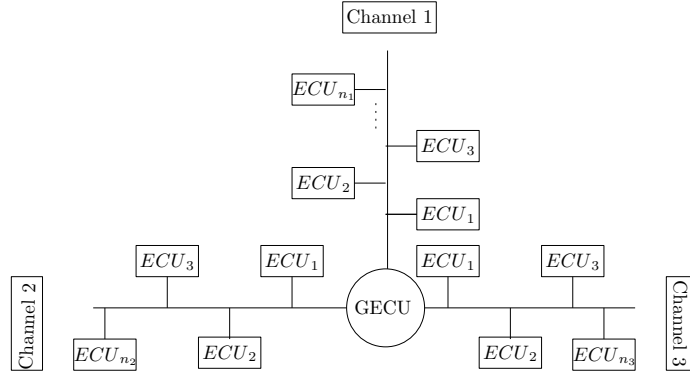 Channel 1
ECU_{n_1}
ECU_3
ECU_2
ECU_1
ECU_3
ECU_1
ECU_1
ECU_3
Channel 2
GECU
Channel 3
ECU_{n_2}
ECU_2
ECU_2
ECU_{n_3}